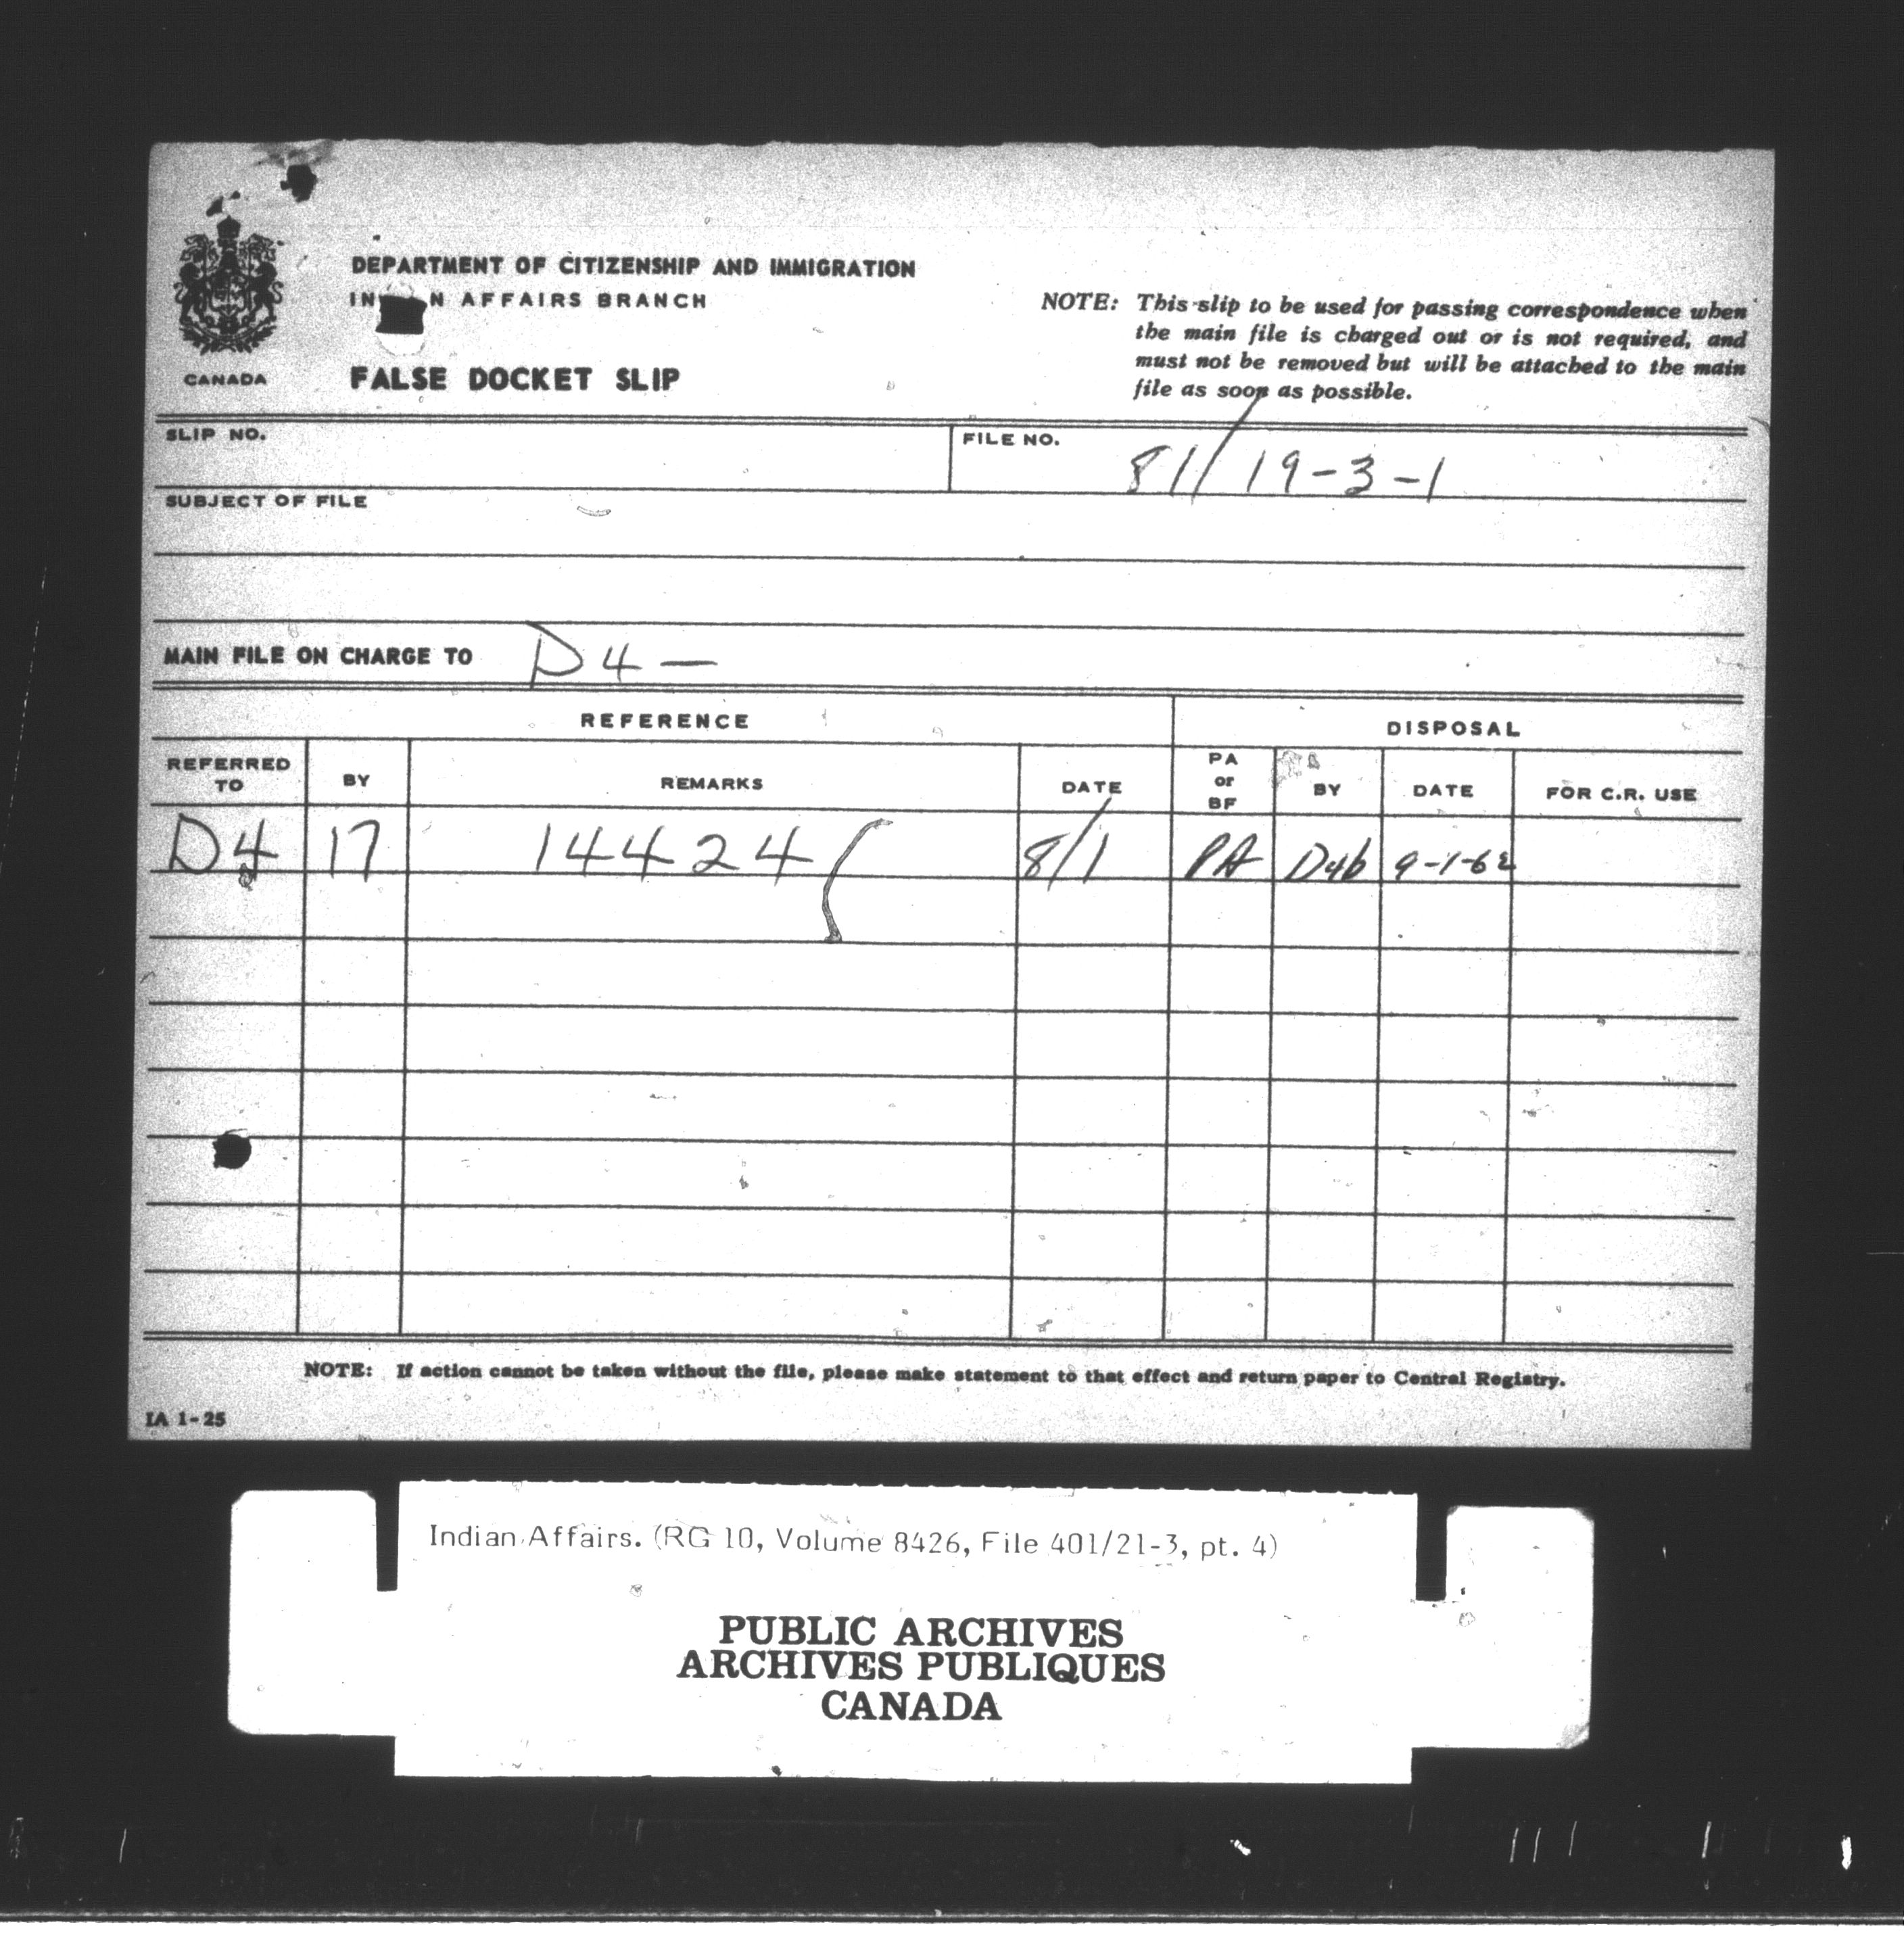 DEPARTMENT OF CITIZENSHIP AND IMMIGRATION
IN N AFFAIRS BRANCH
CANADA
FALSE DOCKET SLIP
NOTE: This slip to be used for passing correspondence when
the main file is charged out or is not required, and
must not be removed but will be attached to the main
file as soon as possible.
SLIP NO.
FILE NO. 81/19-3-1
SUBJECT OF FILE
MAIN FILE ON CHARGE TO D4 —
REFERENCE DISPOSAL
REFERRED TO BY REMARKS DATE PA or BF BY DATE FOR C.R. USE
D4 17 14424 8/1 PA D4b 9-1-62
NOTE: If action cannot be taken without the file, please make statement to that effect and return paper to Central Registry.
IA 1-25
Indian Affairs. (RG 10, Volume 8426, File 401/21-3, pt. 4)
PUBLIC ARCHIVES
ARCHIVES PUBLIQUES
CANADA